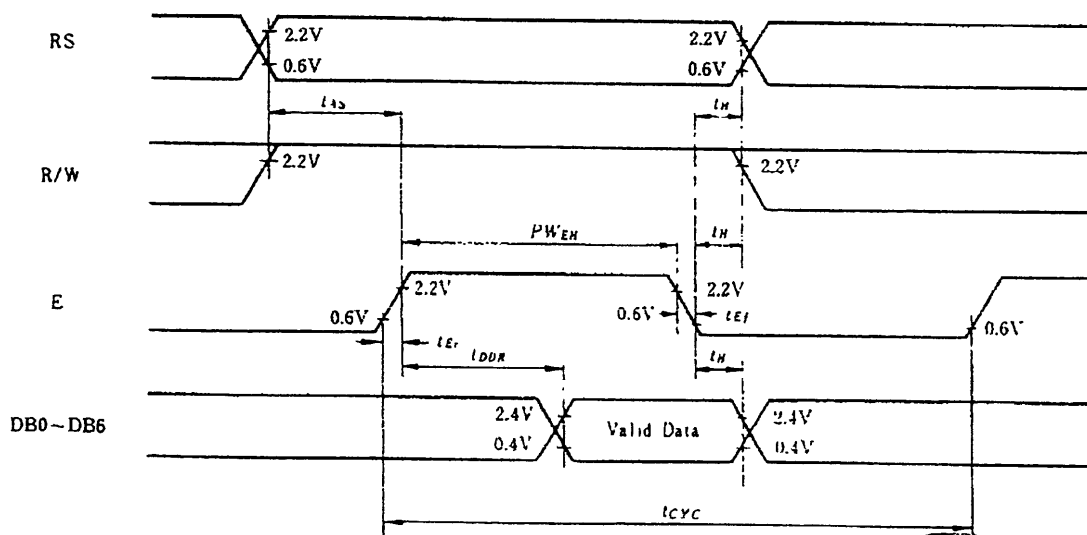 RS
2.2V
2.2V
0.6V
0.6V
tAS
tH
R/W
2.2V
2.2V
PWEH
tH
E
2.2V
2.2V
0.6V
0.6V
tEf
0.6V
tEr
tDDR
tH
DB0~DB6
2.4V
Valid Data
2.4V
0.4V
0.4V
tCYC